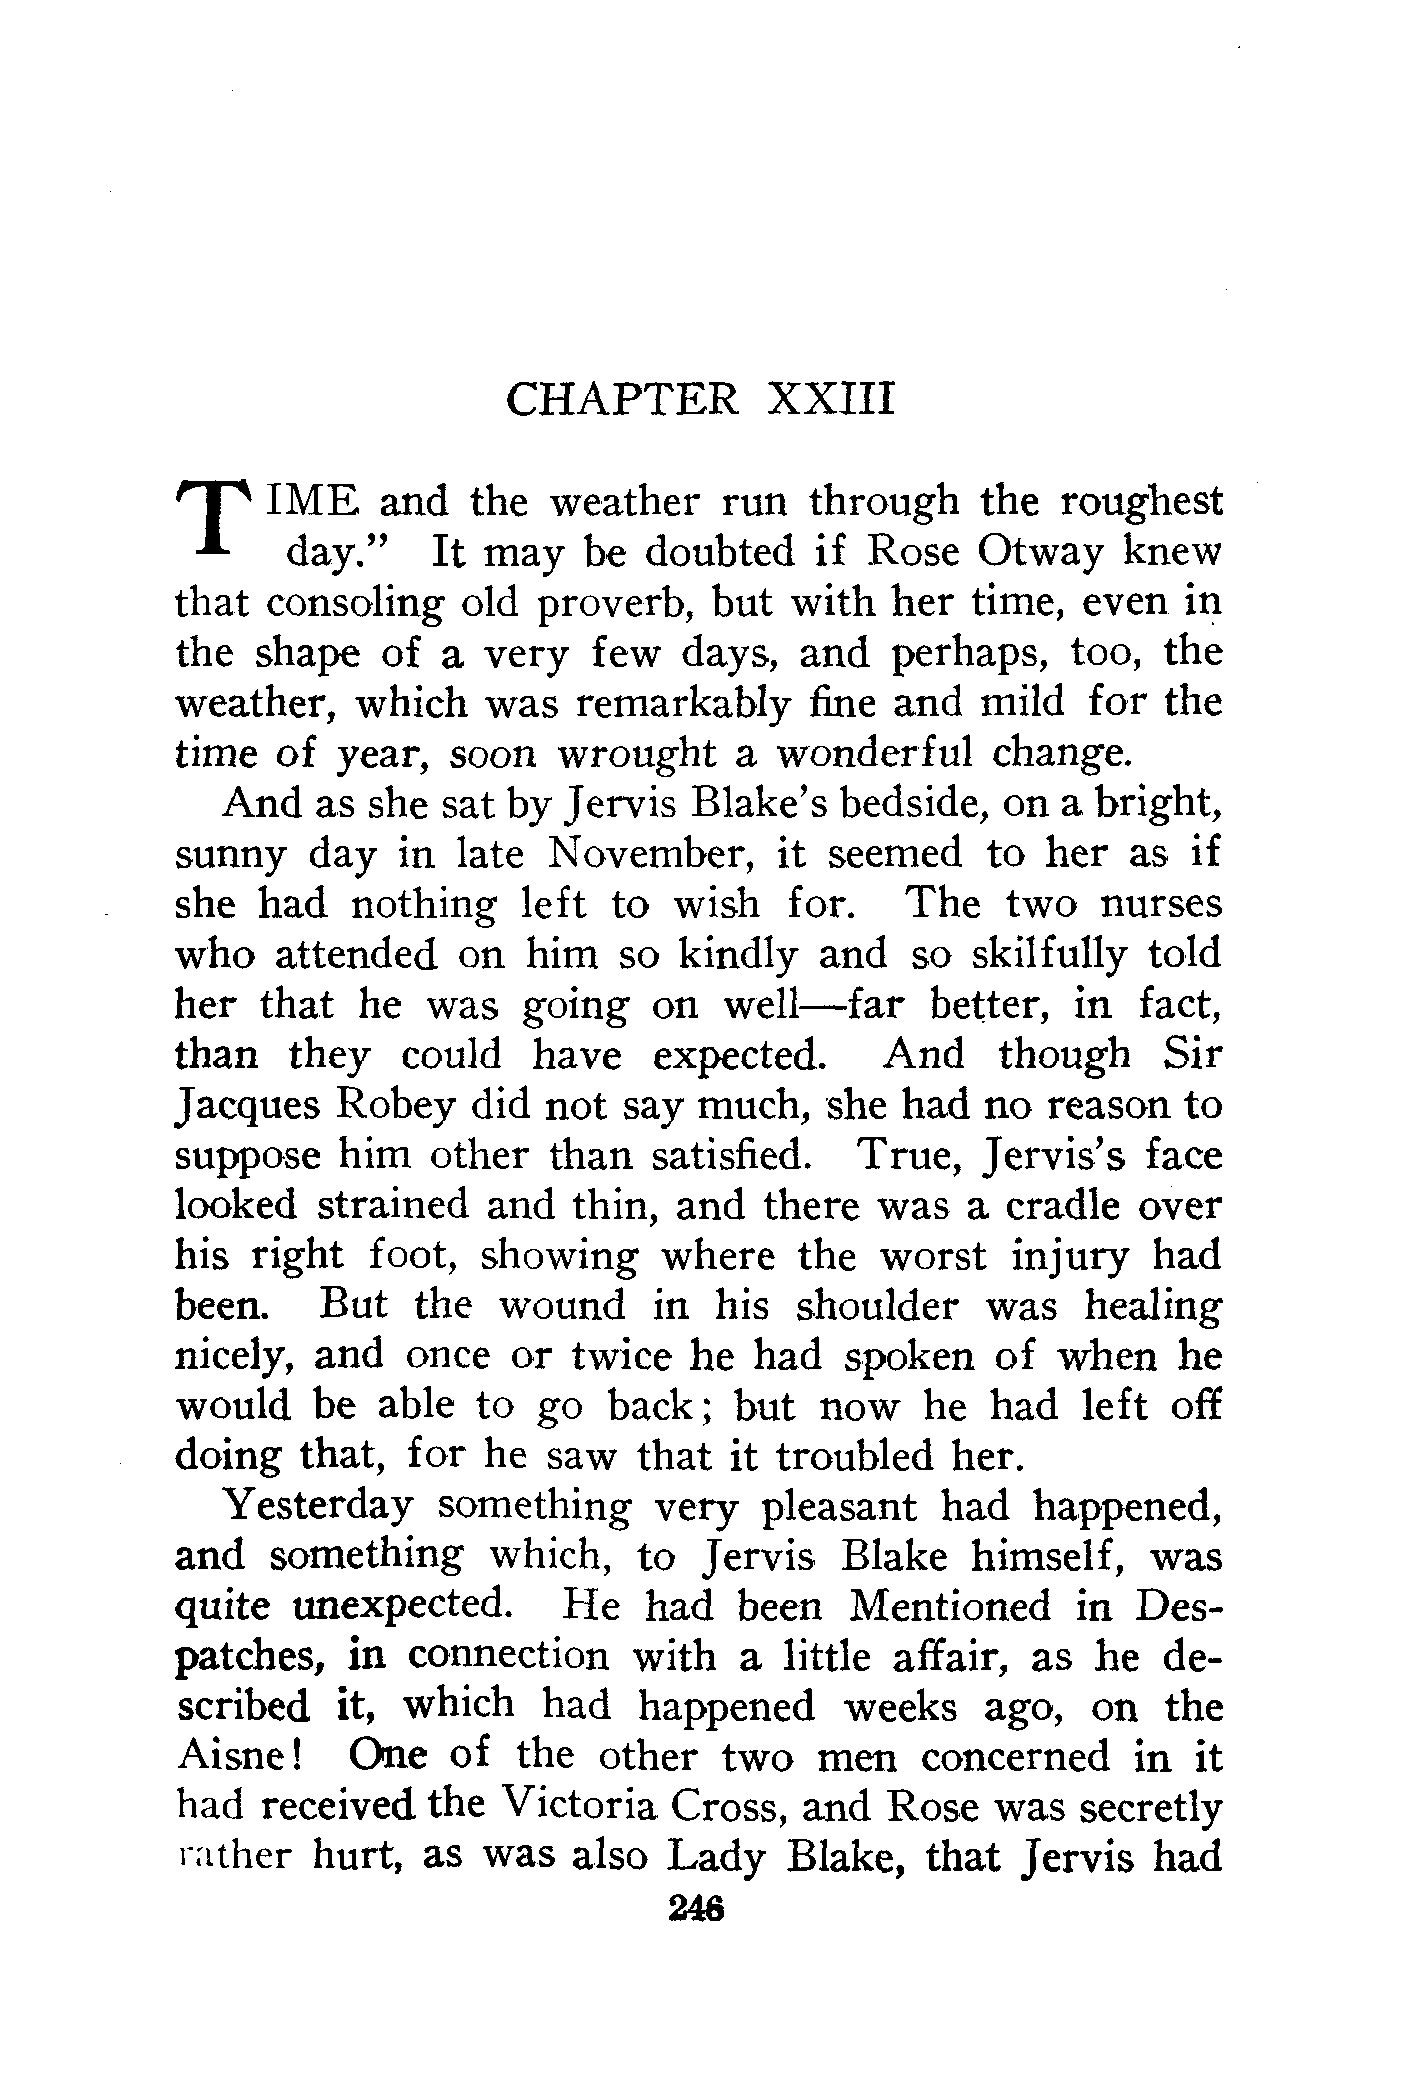 CHAPTER XXIII
TIME and the weather run through the roughest
day.” It may be doubted if Rose Otway knew
that consoling old proverb, but with her time, even in
the shape of a very few days, and perhaps, too, the
weather, which was remarkably fine and mild for the
time of year, soon wrought a wonderful change.
And as she sat by Jervis Blake’s bedside, on a bright,
sunny day in late November, it seemed to her as if
she had nothing left to wish for. The two nurses
who attended on him so kindly and so skilfully told
her that he was going on well—far better, in fact,
than they could have expected. And though Sir
Jacques Robey did not say much, she had no reason to
suppose him other than satisfied. True, Jervis’s face
looked strained and thin, and there was a cradle over
his right foot, showing where the worst injury had
been. But the wound in his shoulder was healing
nicely, and once or twice he had spoken of when he
would be able to go back; but now he had left off
doing that, for he saw that it troubled her.
Yesterday something very pleasant had happened,
and something which, to Jervis Blake himself, was
quite unexpected. He had been Mentioned in Des-
patches, in connection with a little affair, as he de-
scribed it, which had happened weeks ago, on the
Aisne! One of the other two men concerned in it
had received the Victoria Cross, and Rose was secretly
rather hurt, as was also Lady Blake, that Jervis had
246